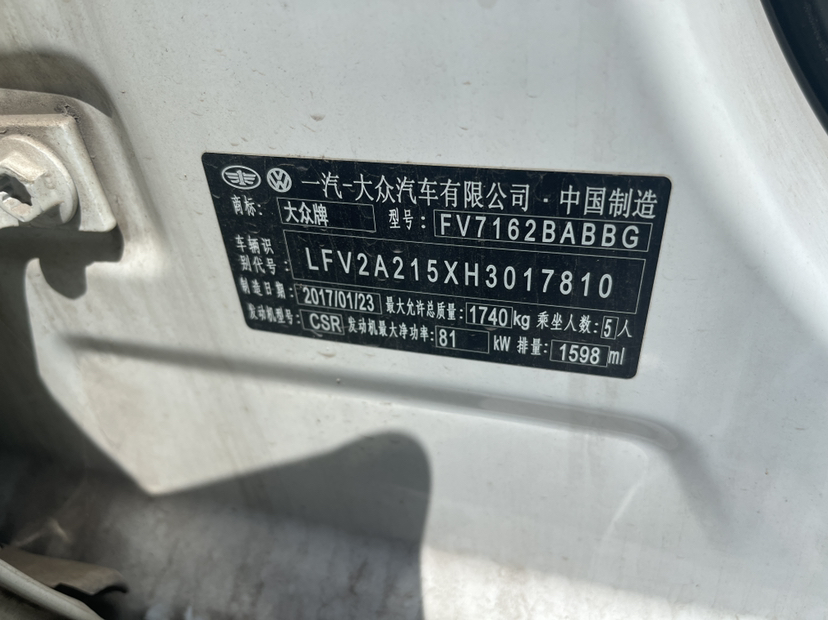 一汽-大众汽车有限公司·中国制造
商标: 大众牌 型号: FV7162BABBG
车辆识
别代号: LFV2A215XH3017810
制造日期: 2017/01/23 最大允许总质量: 1740 kg 乘坐人数: 5 人
发动机型号: CSR 发动机最大净功率: 81 kW 排量: 1598 ml